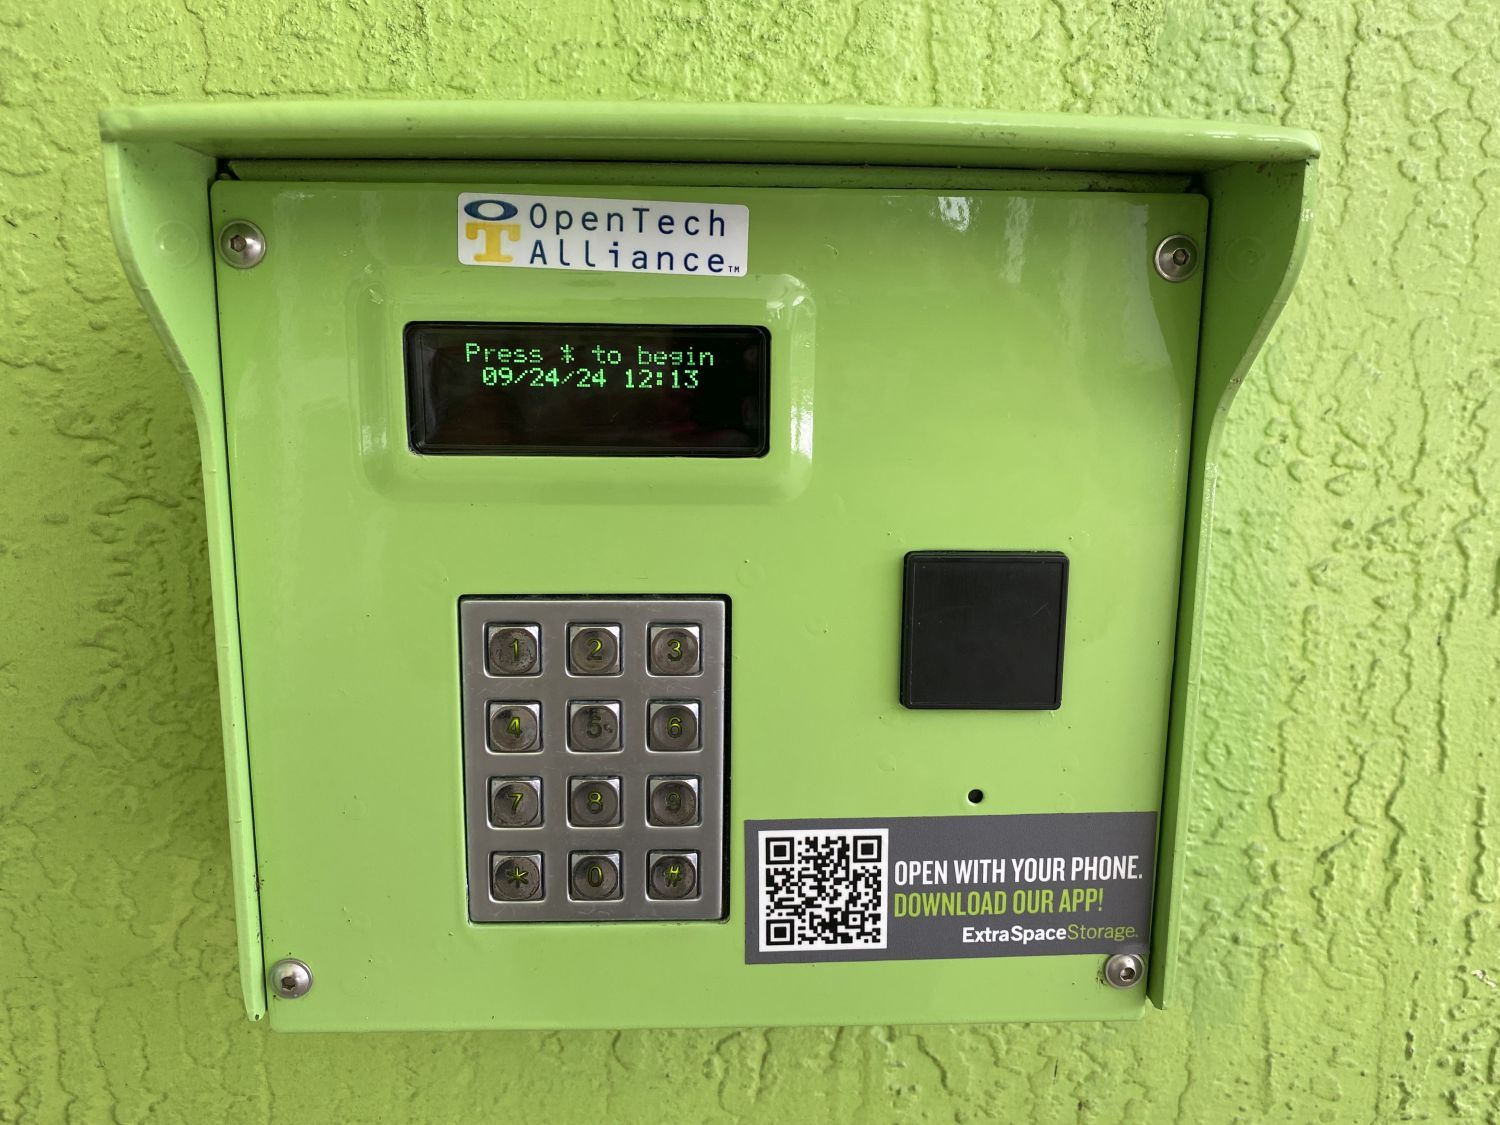 OpenTech
Alliance™
Press * to begin
09/24/24 12:13
1 2 3
4 5 6
7 8 9
* 0 #
OPEN WITH YOUR PHONE.
DOWNLOAD OUR APP!
ExtraSpaceStorage.